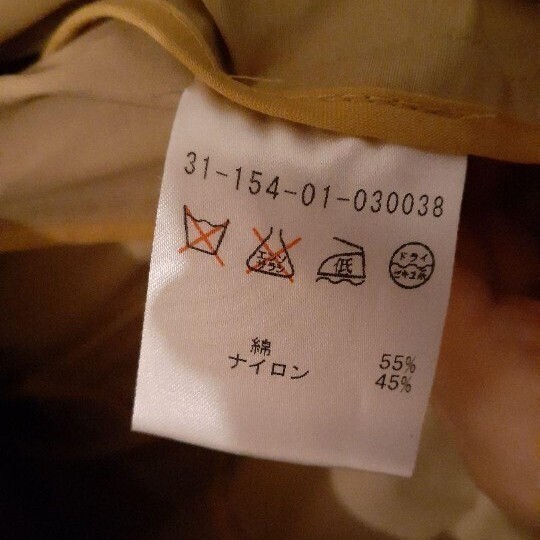 31-154-01-030038
エンソ
サラシ
低
ドライ
セキユ系
綿 55%
ナイロン 45%